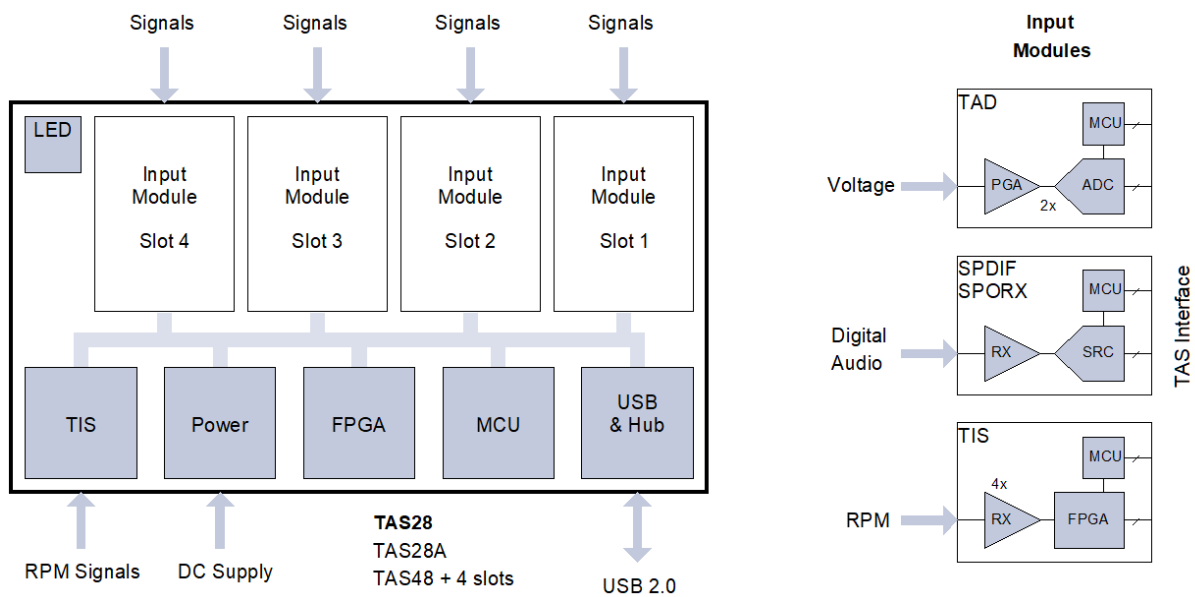 Signals
Signals
Signals
Signals
LED
Input
Module
Slot 4
Input
Module
Slot 3
Input
Module
Slot 2
Input
Module
Slot 1
TIS
Power
FPGA
MCU
USB
& Hub
RPM Signals
DC Supply
TAS28
TAS28A
TAS48 + 4 slots
USB 2.0
Input
Modules
TAD
MCU
Voltage
PGA
2x
ADC
SPDIF
SPORX
MCU
Digital
Audio
RX
SRC
TIS
MCU
4x
RPM
RX
FPGA
TAS Interface